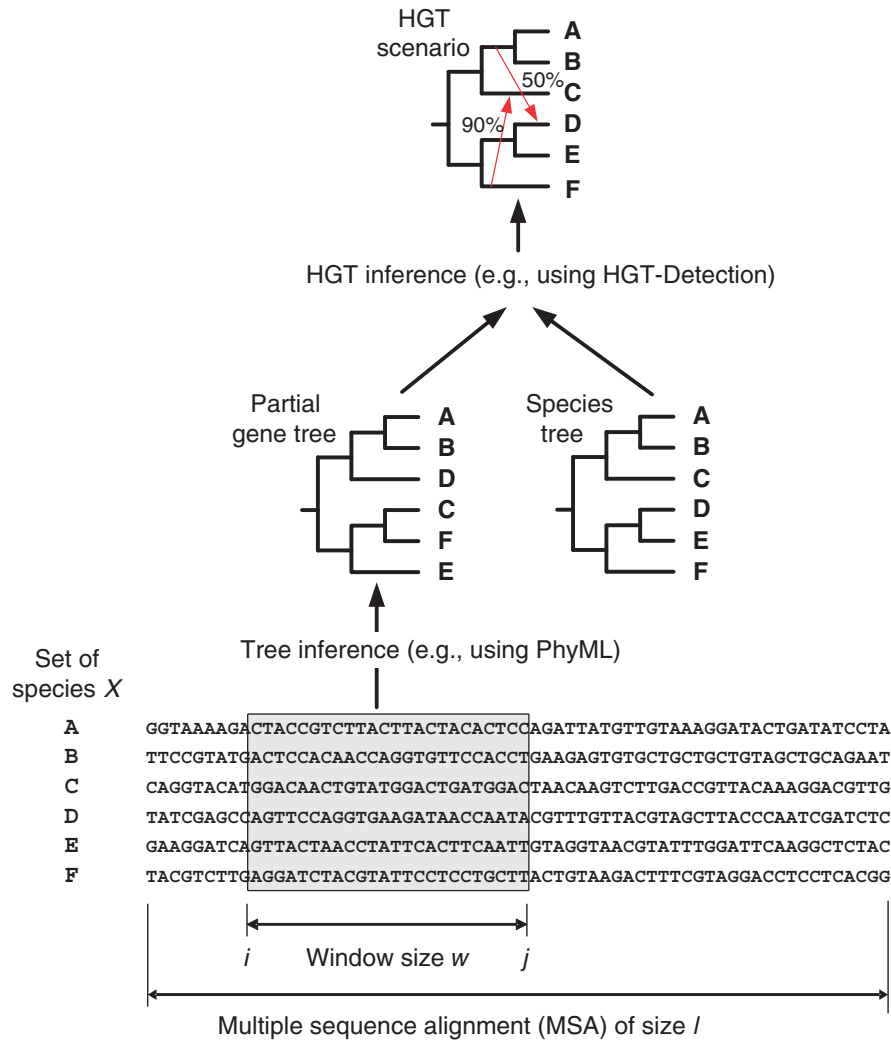 HGT
scenario
A
B
50%
C
90%
D
E
F
HGT inference (e.g., using HGT-Detection)
Partial
gene tree
A
B
D
C
F
E
Species
tree
A
B
C
D
E
F
Tree inference (e.g., using PhyML)
Set of
species X
A GGTAAAAGACTACCGTCTTACTTACTACACTCCAGATTATGTTGTAAAGGATACTGATATCCTA
B TTCCGTATGACTCCACAACCAGGTGTTCCACCTGAAGAGTGTGCTGCTGCTGTAGCTGCAGAAT
C CAGGTACATGGACAACTGTATGGACTGATGGACTAACAAGTCTTGACCGTTACAAAGGACGTTG
D TATCGAGCCAGTTCCAGGTGAAGATAACCAATACGTTTGTTACGTAGCTTACCCAATCGATCTC
E GAAGGATCAGTTACTAACCTATTCACTTCAATTGTAGGTAACGTATTTGGATTCAAGGCTCTAC
F TACGTCTTGAGGATCTACGTATTCCTCCTGCTTACTGTAAGACTTTCGTAGGACCTCCTCACGG
i Window size w j
Multiple sequence alignment (MSA) of size l